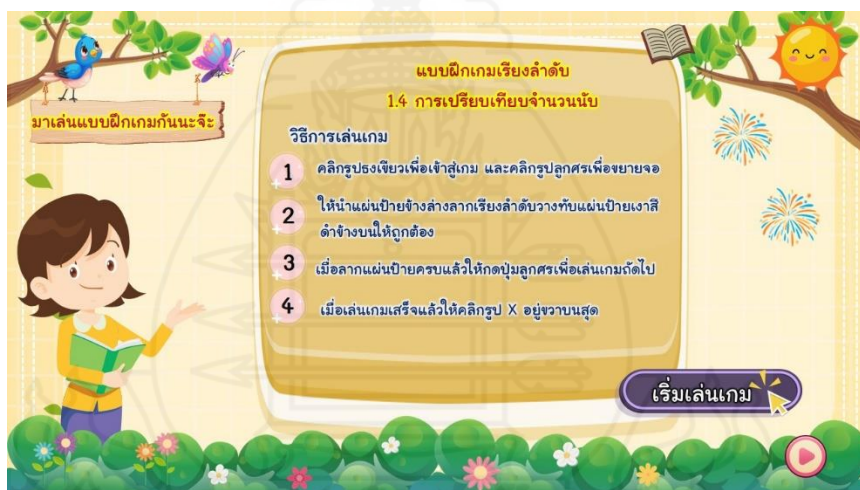 แบบฝึกเกมเรียงลำดับ
1.4 การเปรียบเทียบจำนวนนับ
มาเล่นแบบฝึกเกมกันนะจ๊ะ
วิธีการเล่นเกม
1 คลิกรูปธงเขียวเพื่อเข้าสู่เกม และคลิกรูปลูกศรเพื่อขยายจอ
2 ให้นำแผ่นป้ายข้างล่างลากเรียงลำดับวางทับแผ่นป้ายเงาสี
ดำข้างบนให้ถูกต้อง
3 เมื่อลากแผ่นป้ายครบแล้วให้กดปุ่มลูกศรเพื่อเล่นเกมถัดไป
4 เมื่อเล่นเกมเสร็จแล้วให้คลิกรูป X อยู่ขวาบนสุด
เริ่มเล่นเกม